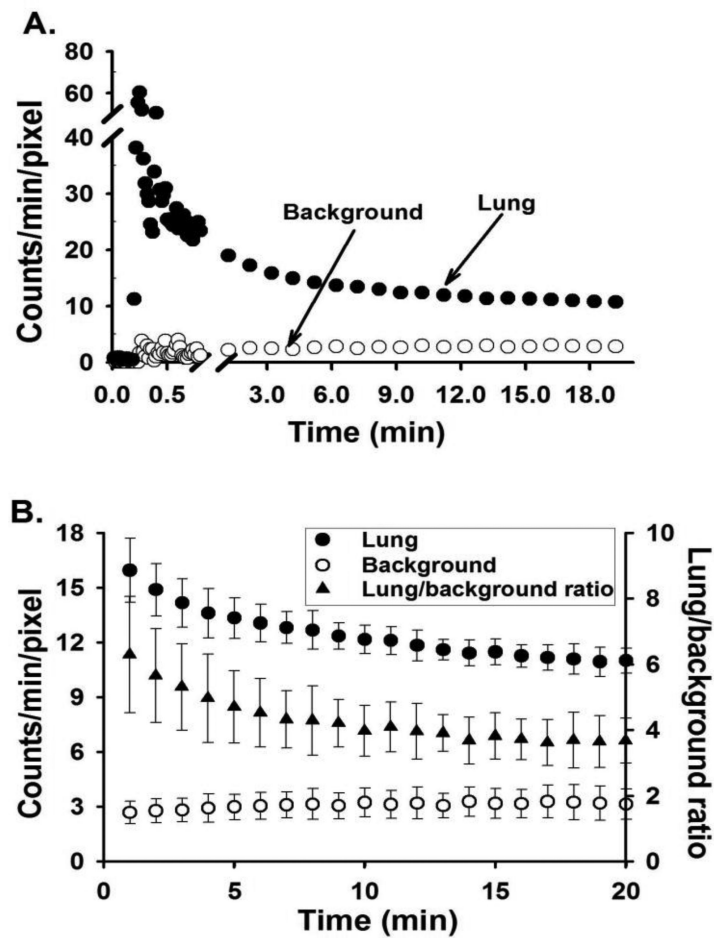 A.
80
60
40
30
20
10
0
Counts/min/pixel
Background
Lung
0.0 0.5 3.0 6.0 9.0 12.0 15.0 18.0
Time (min)
B.
18
15
12
9
6
3
0
Counts/min/pixel
Lung
Background
Lung/background ratio
10
8
6
4
2
0
Lung/background ratio
0 5 10 15 20
Time (min)